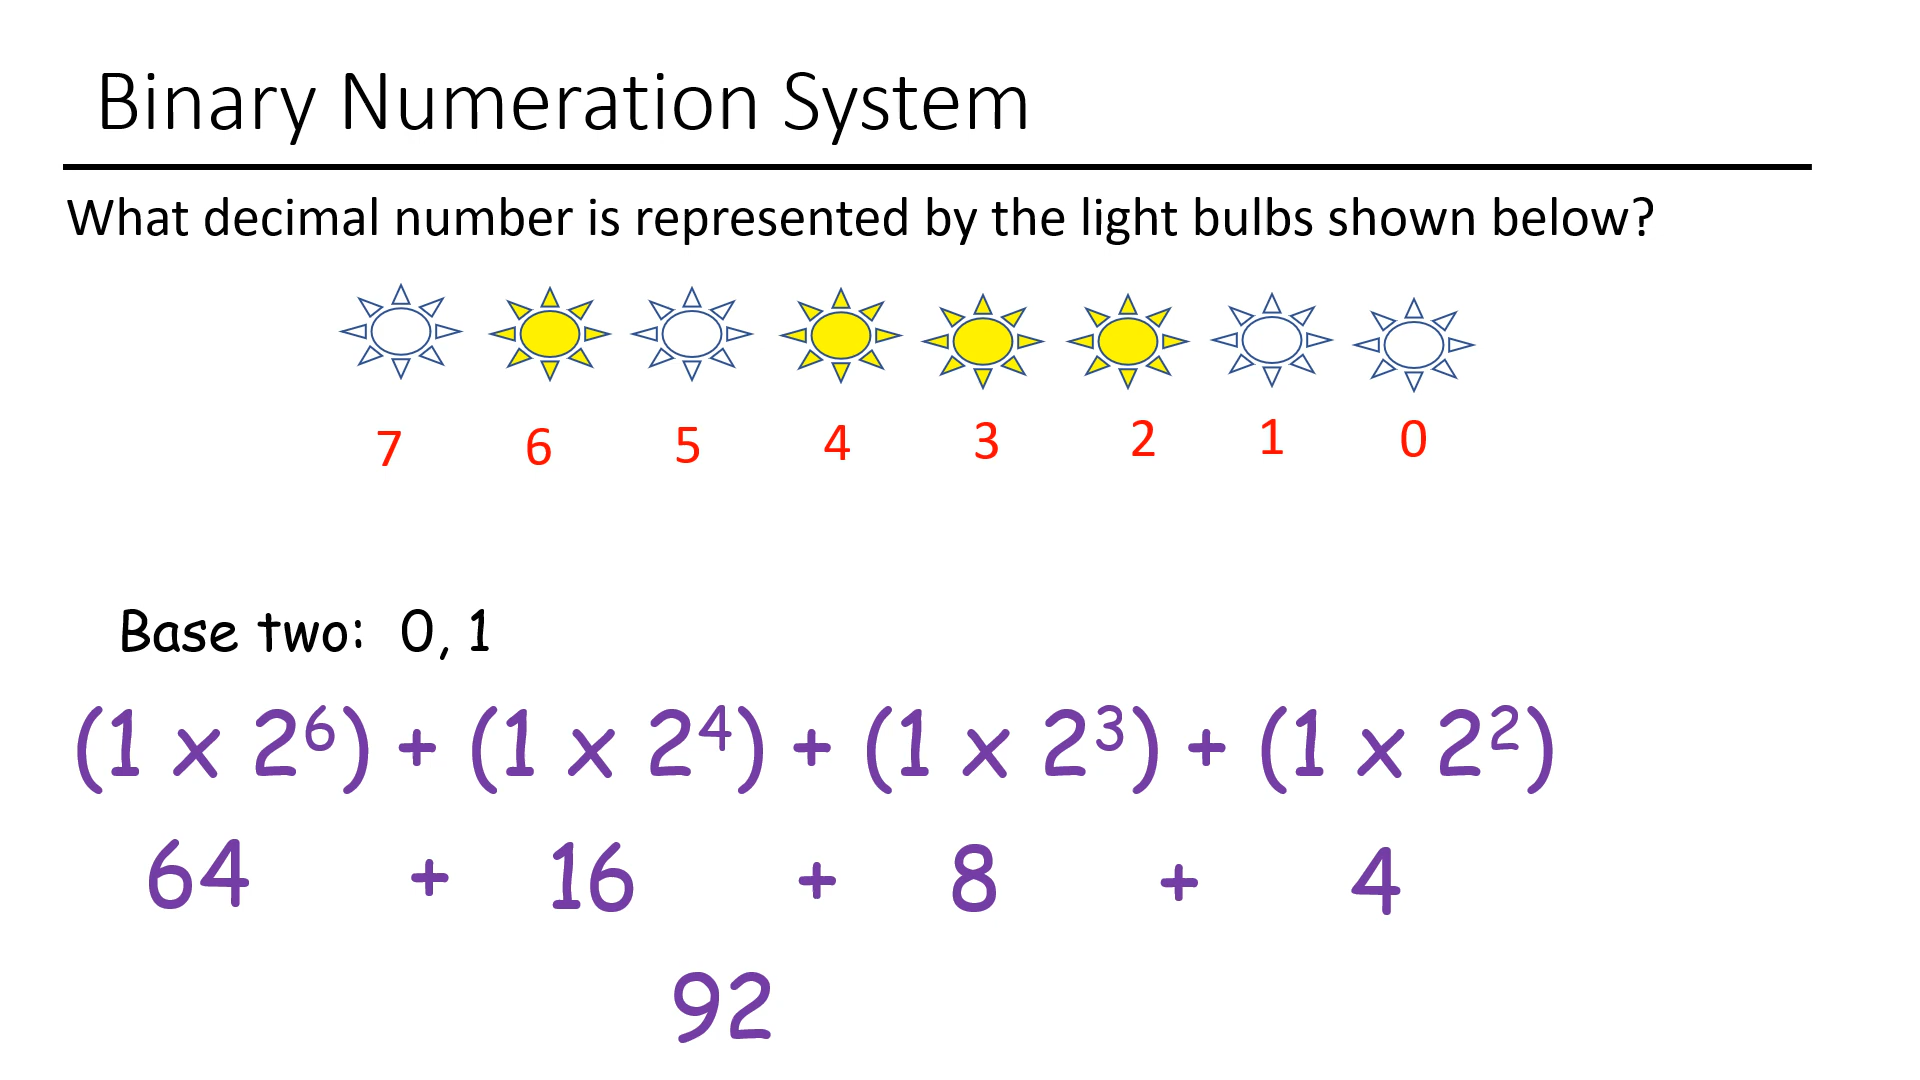 Binary Numeration System
What decimal number is represented by the light bulbs shown below?
7 6 5 4 3 2 1 0
Base two: 0, 1
(1 x 2⁶) + (1 x 2⁴) + (1 x 2³) + (1 x 2²)
64 + 16 + 8 + 4
92